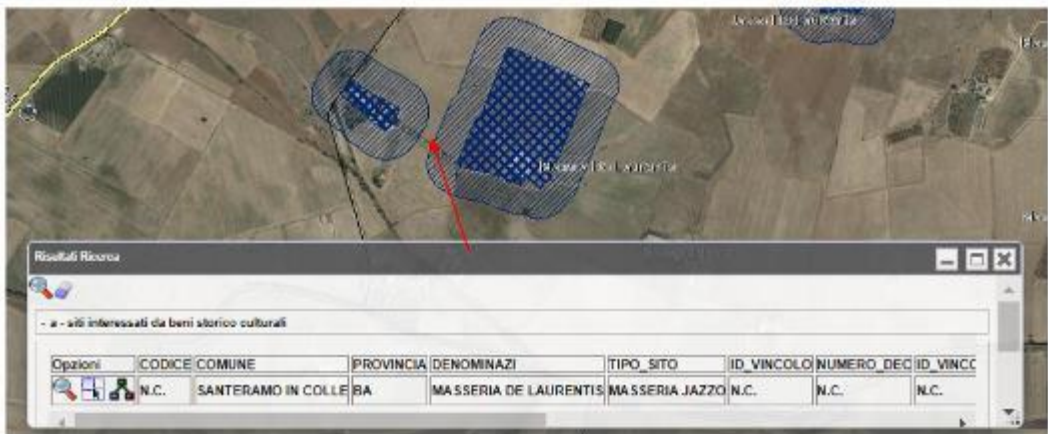 Risultati Ricerca
- a - siti interessati da beni storico culturali
Opzioni CODICE COMUNE PROVINCIA DENOMINAZI TIPO_SITO ID_VINCOLO NUMERO_DEC ID_VINCC
N.C. SANTERAMO IN COLLE BA MASSERIA DE LAURENTIS MASSERIA JAZZO N.C. N.C. N.C.